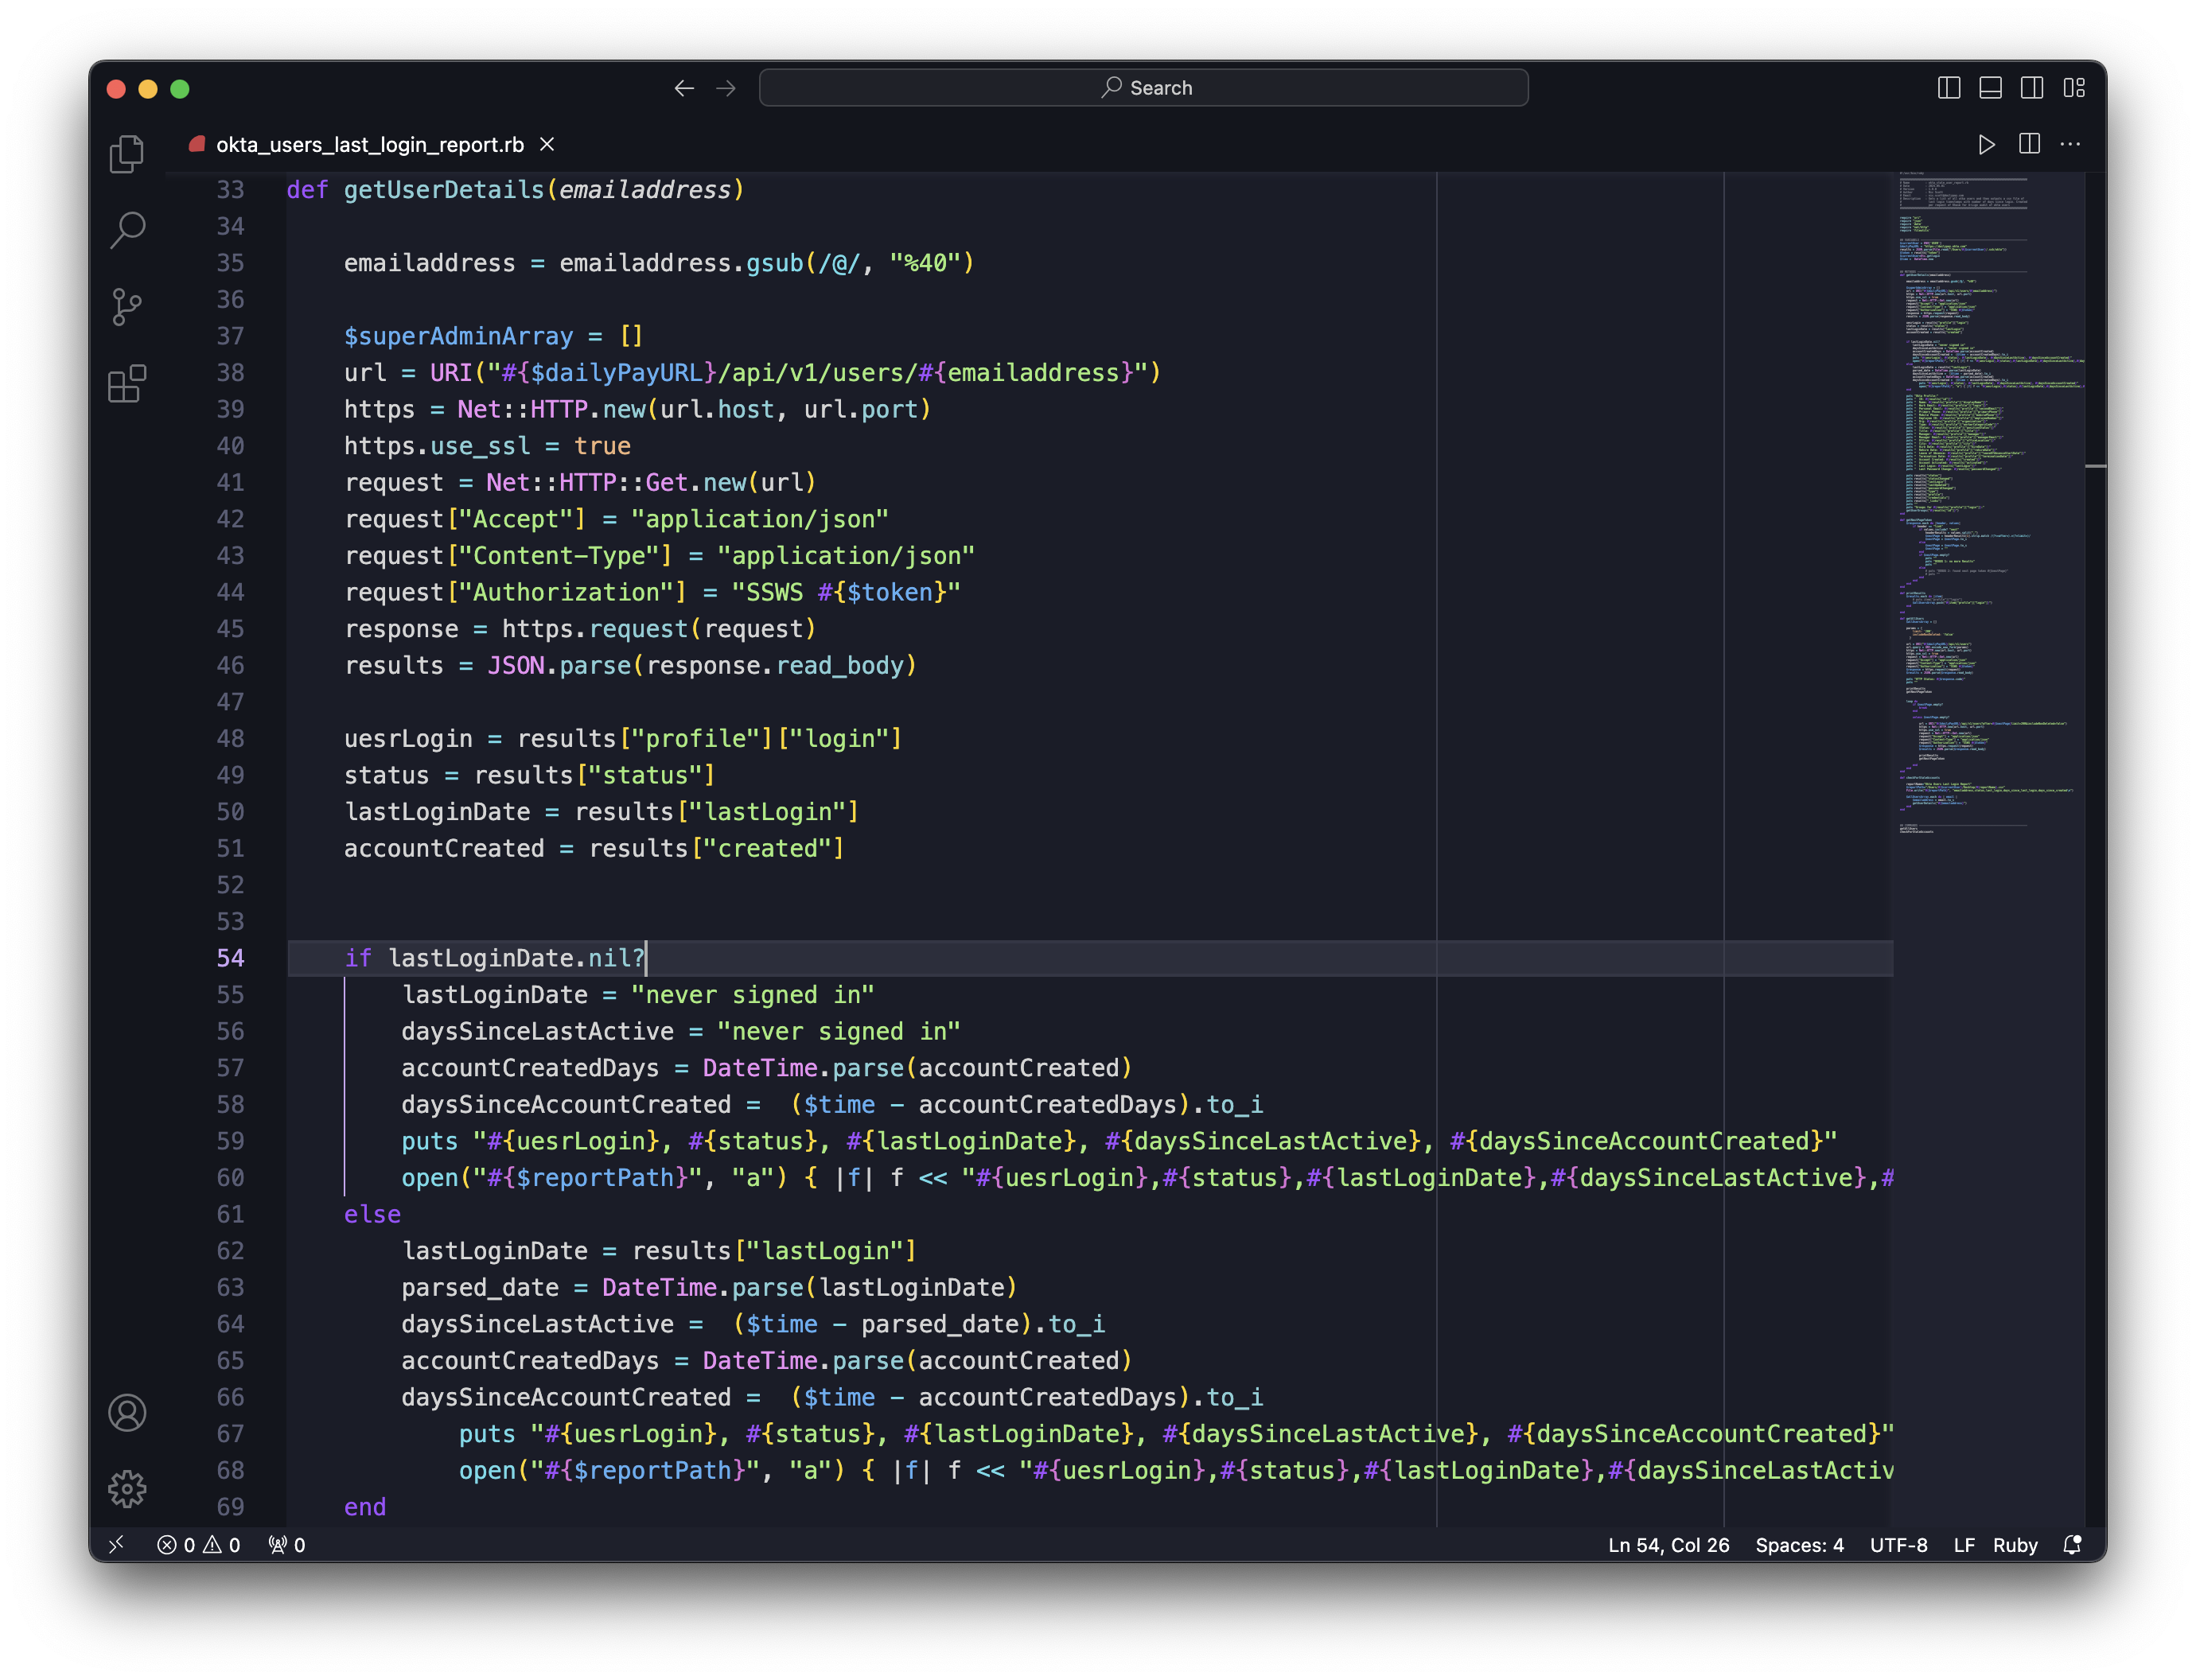 Search
okta_users_last_login_report.rb
33 def getUserDetails(emailaddress)
34
35     emailaddress = emailaddress.gsub(/@/, "%40")
36
37     $superAdminArray = []
38     url = URI("#{$dailyPayURL}/api/v1/users/#{emailaddress}")
39     https = Net::HTTP.new(url.host, url.port)
40     https.use_ssl = true
41     request = Net::HTTP::Get.new(url)
42     request["Accept"] = "application/json"
43     request["Content-Type"] = "application/json"
44     request["Authorization"] = "SSWS #{$token}"
45     response = https.request(request)
46     results = JSON.parse(response.read_body)
47
48     uesrLogin = results["profile"]["login"]
49     status = results["status"]
50     lastLoginDate = results["lastLogin"]
51     accountCreated = results["created"]
52
53
54     if lastLoginDate.nil?
55         lastLoginDate = "never signed in"
56         daysSinceLastActive = "never signed in"
57         accountCreatedDays = DateTime.parse(accountCreated)
58         daysSinceAccountCreated =  ($time - accountCreatedDays).to_i
59         puts "#{uesrLogin}, #{status}, #{lastLoginDate}, #{daysSinceLastActive}, #{daysSinceAccountCreated}"
60         open("#{$reportPath}", "a") { |f| f << "#{uesrLogin},#{status},#{lastLoginDate},#{daysSinceLastActive},#
61     else
62         lastLoginDate = results["lastLogin"]
63         parsed_date = DateTime.parse(lastLoginDate)
64         daysSinceLastActive =  ($time - parsed_date).to_i
65         accountCreatedDays = DateTime.parse(accountCreated)
66         daysSinceAccountCreated =  ($time - accountCreatedDays).to_i
67             puts "#{uesrLogin}, #{status}, #{lastLoginDate}, #{daysSinceLastActive}, #{daysSinceAccountCreated}"
68             open("#{$reportPath}", "a") { |f| f << "#{uesrLogin},#{status},#{lastLoginDate},#{daysSinceLastActiv
69     end
0 0 0 Ln 54, Col 26 Spaces: 4 UTF-8 LF Ruby